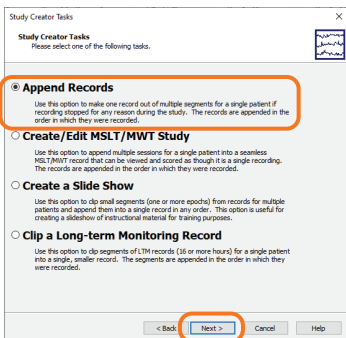 Study Creator Tasks
Study Creator Tasks
Please select one of the following tasks.
Append Records
Use this option to make one record out of multiple segments for a single patient if
recording stopped for any reason during the study. The records are appended in the
order in which they were recorded.
Create/Edit MSLT/MWT Study
Use this option to append multiple sessions for a single patient into a seamless
MSLT/MWT record that can be viewed and scored as though it is a single recording.
The records are appended in the order in which they were recorded.
Create a Slide Show
Use this option to clip small segments (one or more epochs) from records for multiple
patients and append them into a single record in any order. This option is useful for
creating a slideshow of instructional material for training purposes.
Clip a Long-term Monitoring Record
Use this option to clip segments of LTM records (16 or more hours) for a single patient
into a single, smaller record. The segments are appended in the order in which they
were recorded.
< Back Next > Cancel Help